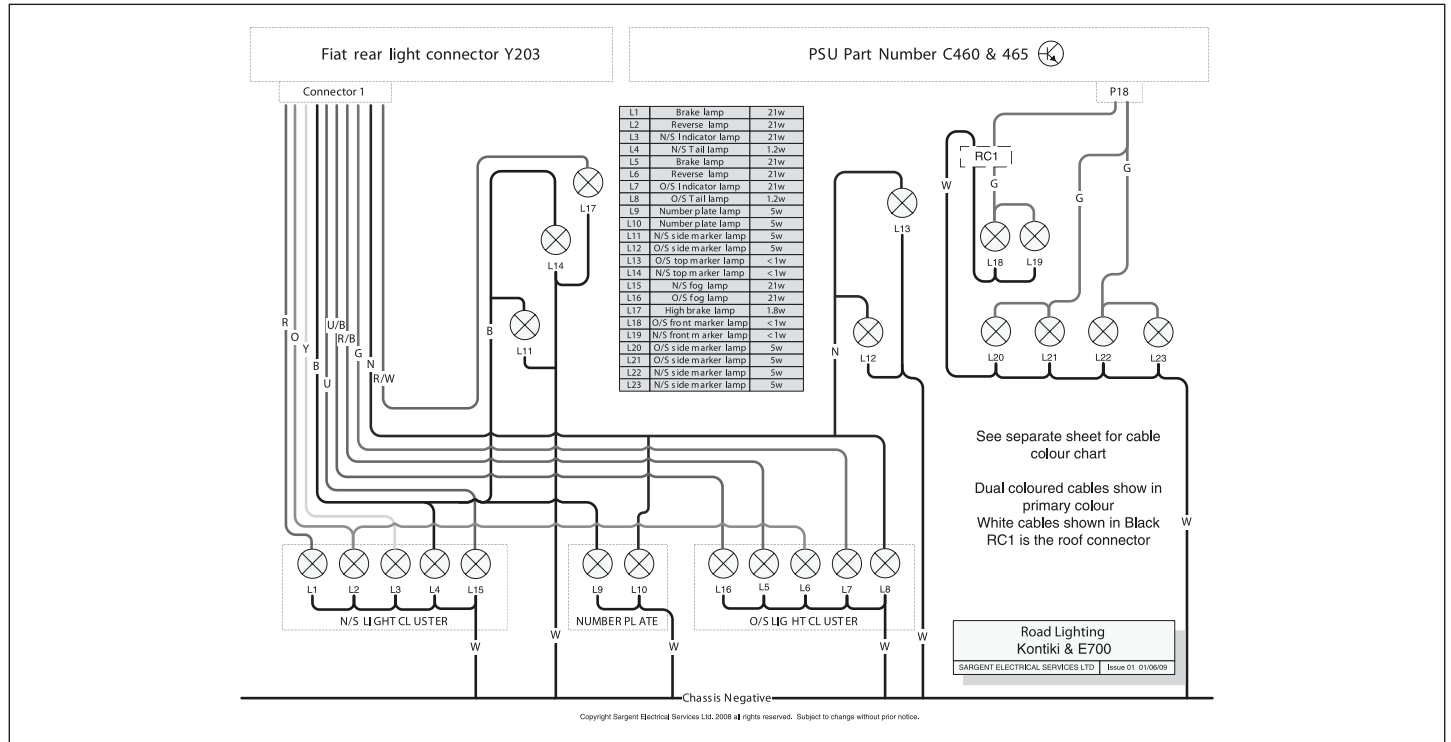 Fiat rear light connector Y203
PSU Part Number C460 & 465
Connector 1
P18
L1 Brake lamp 21w
L2 Reverse lamp 21w
L3 N/S Indicator lamp 21w
L4 N/S Tail lamp 1.2w
L5 Brake lamp 21w
L6 Reverse lamp 21w
L7 O/S Indicator lamp 21w
L8 O/S Tail lamp 1.2w
L9 Number plate lamp 5w
L10 Number plate lamp 5w
L11 N/S side marker lamp 5w
L12 O/S side marker lamp 5w
L13 O/S top marker lamp <1w
L14 N/S top marker lamp <1w
L15 N/S fog lamp 21w
L16 O/S fog lamp 21w
L17 High brake lamp 1.8w
L18 O/S front marker lamp <1w
L19 N/S front marker lamp <1w
L20 O/S side marker lamp 5w
L21 O/S side marker lamp 5w
L22 N/S side marker lamp 5w
L23 N/S side marker lamp 5w
RC1
W
G
G
G
L17
L13
L14
L18
L19
R
O
Y
B
U
U/B
R/B
G
N
R/W
B
L11
N
L12
L20
L21
L22
L23
See separate sheet for cable
colour chart
Dual coloured cables show in
primary colour
White cables shown in Black
RC1 is the roof connector
W
L1
L2
L3
L4
L15
N/S LIGHT CLUSTER
L9
L10
NUMBER PLATE
L16
L5
L6
L7
L8
O/S LIGHT CLUSTER
W
W
W
W
W
Road Lighting
Kontiki & E700
SARGENT ELECTRICAL SERVICES LTD
Issue 01 01/06/09
Chassis Negative
Copyright Sargent Electrical Services Ltd. 2008 all rights reserved. Subject to change without prior notice.